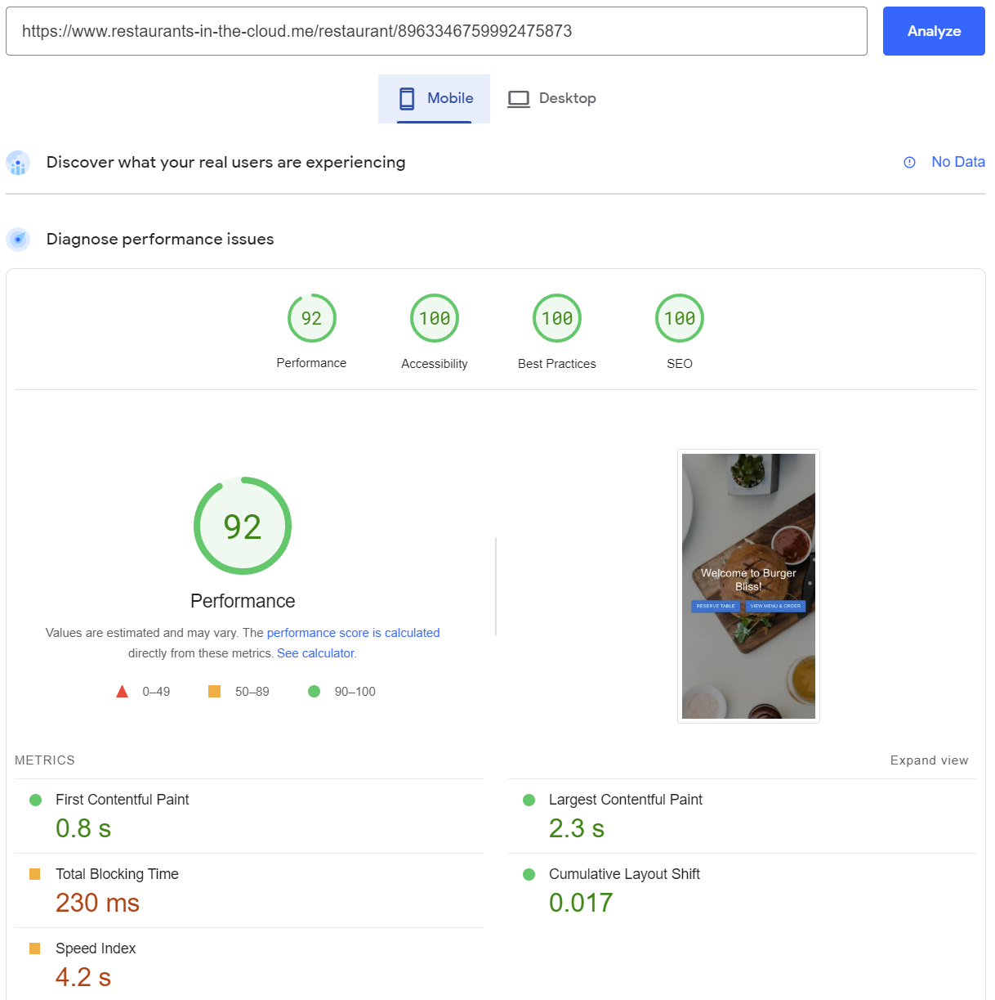 https://www.restaurants-in-the-cloud.me/restaurant/8963346759992475873
Analyze
Mobile
Desktop
Discover what your real users are experiencing
No Data
Diagnose performance issues
92
100
100
100
Performance
Accessibility
Best Practices
SEO
92
Performance
Values are estimated and may vary. The performance score is calculated
directly from these metrics. See calculator.
0–49
50–89
90–100
Welcome to Burger
Bliss!
RESERVE TABLE
VIEW MENU & ORDER
METRICS
Expand view
First Contentful Paint
0.8 s
Largest Contentful Paint
2.3 s
Total Blocking Time
230 ms
Cumulative Layout Shift
0.017
Speed Index
4.2 s